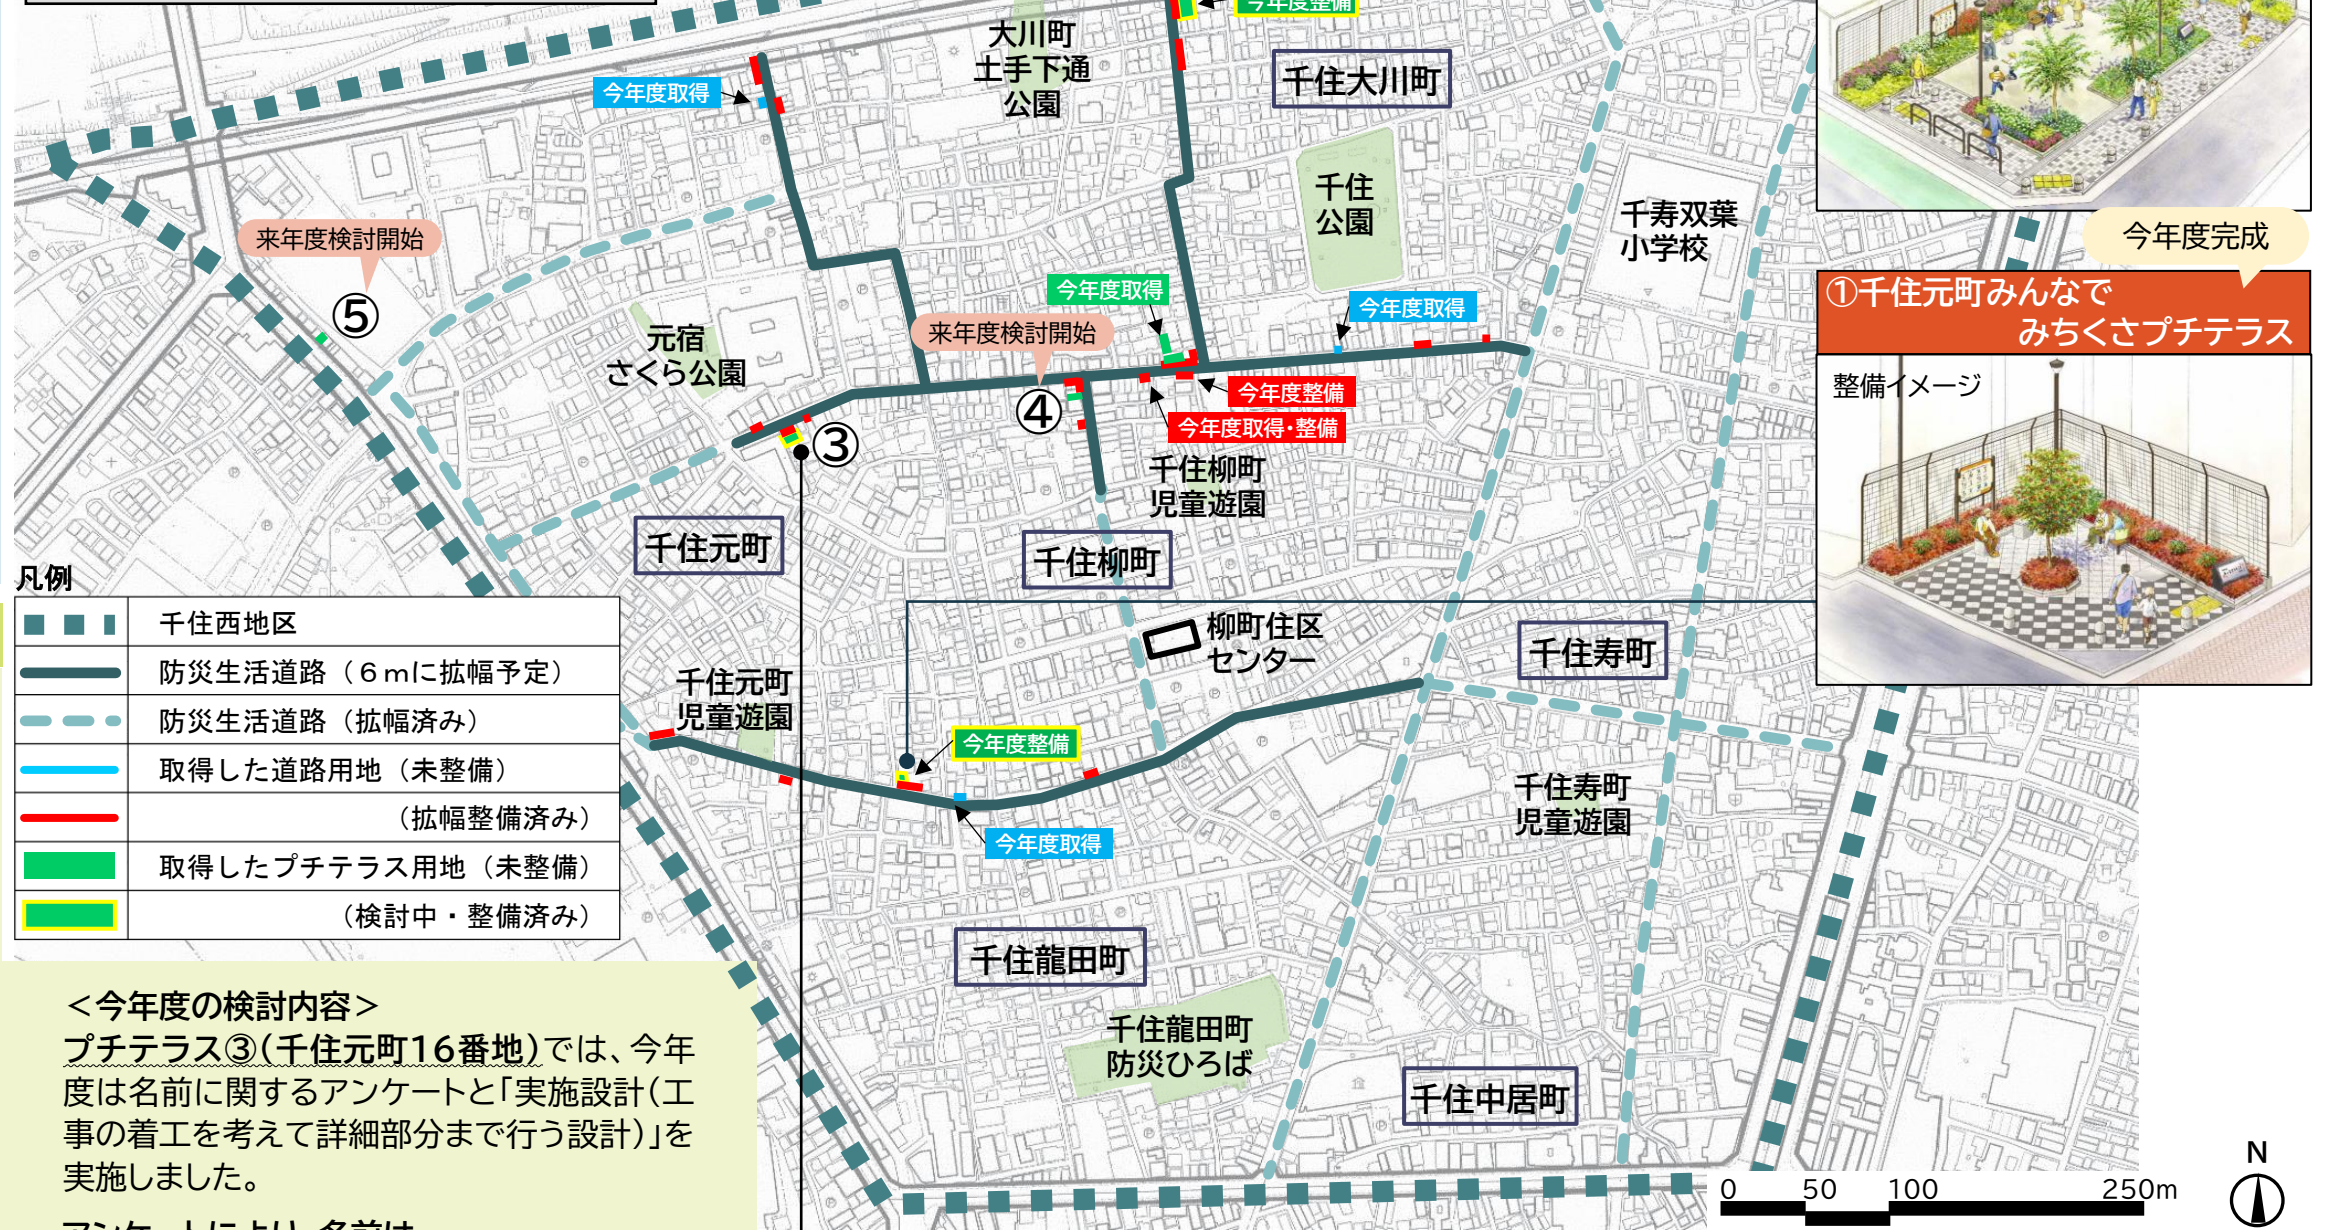 今年度整備
大川町
土手下通
公園
千住大川町
今年度取得
千住
公園
千寿双葉
小学校
今年度完成
来年度検討開始
⑤
①千住元町みんなで
みちくさプチテラス
整備イメージ
今年度取得
今年度取得
来年度検討開始
④
元宿
さくら公園
今年度整備
今年度取得・整備
③
千住柳町
児童遊園
千住元町
千住柳町
凡例
千住西地区
防災生活道路（６ｍに拡幅予定）
防災生活道路（拡幅済み）
取得した道路用地（未整備）
（拡幅整備済み）
取得したプチテラス用地（未整備）
（検討中・整備済み）
柳町住区
センター
千住寿町
千住元町
児童遊園
今年度整備
今年度取得
千住寿町
児童遊園
千住龍田町
千住龍田町
防災ひろば
千住中居町
＜今年度の検討内容＞
プチテラス③(千住元町16番地)では、今年
度は名前に関するアンケートと「実施設計(工
事の着工を考えて詳細部分まで行う設計)」を
実施しました。
アンケートにより、名前は
N
0 50 100 250m